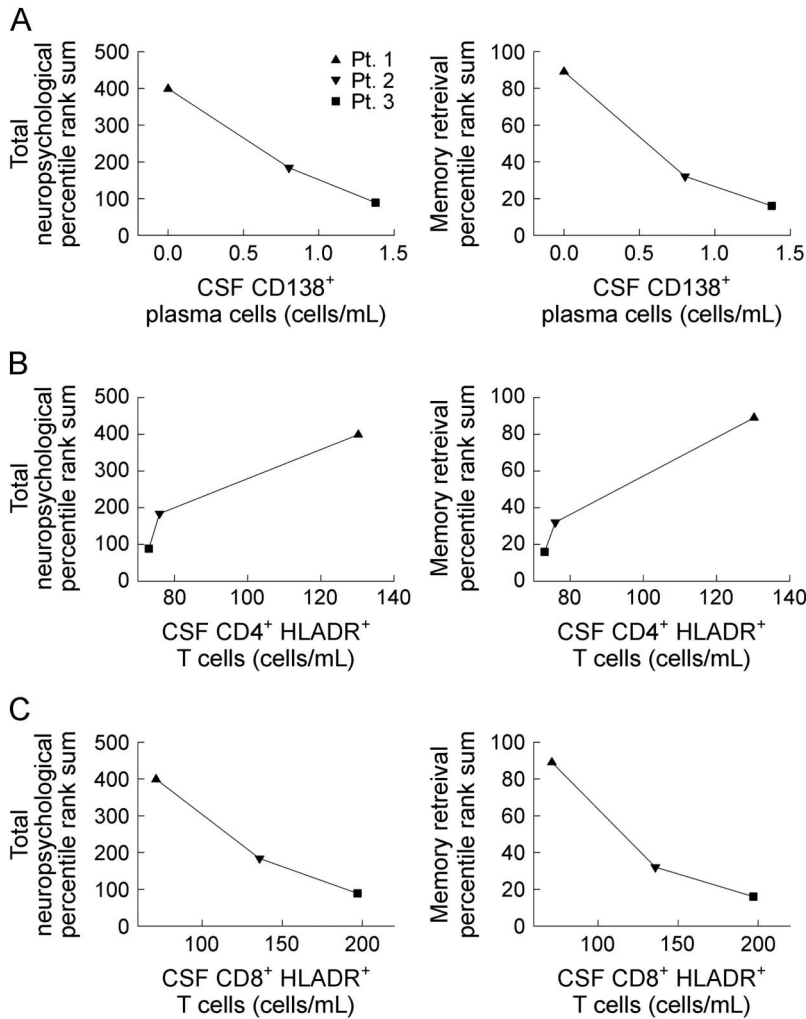 A
Total
neuropsychological
percentile rank sum
500
400
300
200
100
0
0.0 0.5 1.0 1.5
CSF CD138+
plasma cells (cells/mL)
Pt. 1
Pt. 2
Pt. 3
Memory retreival
percentile rank sum
100
80
60
40
20
0
0.0 0.5 1.0 1.5
CSF CD138+
plasma cells (cells/mL)
B
Total
neuropsychological
percentile rank sum
500
400
300
200
100
0
80 100 120 140
CSF CD4+ HLADR+
T cells (cells/mL)
Memory retreival
percentile rank sum
100
80
60
40
20
0
80 100 120 140
CSF CD4+ HLADR+
T cells (cells/mL)
C
Total
neuropsychological
percentile rank sum
500
400
300
200
100
0
100 150 200
CSF CD8+ HLADR+
T cells (cells/mL)
Memory retreival
percentile rank sum
100
80
60
40
20
0
100 150 200
CSF CD8+ HLADR+
T cells (cells/mL)